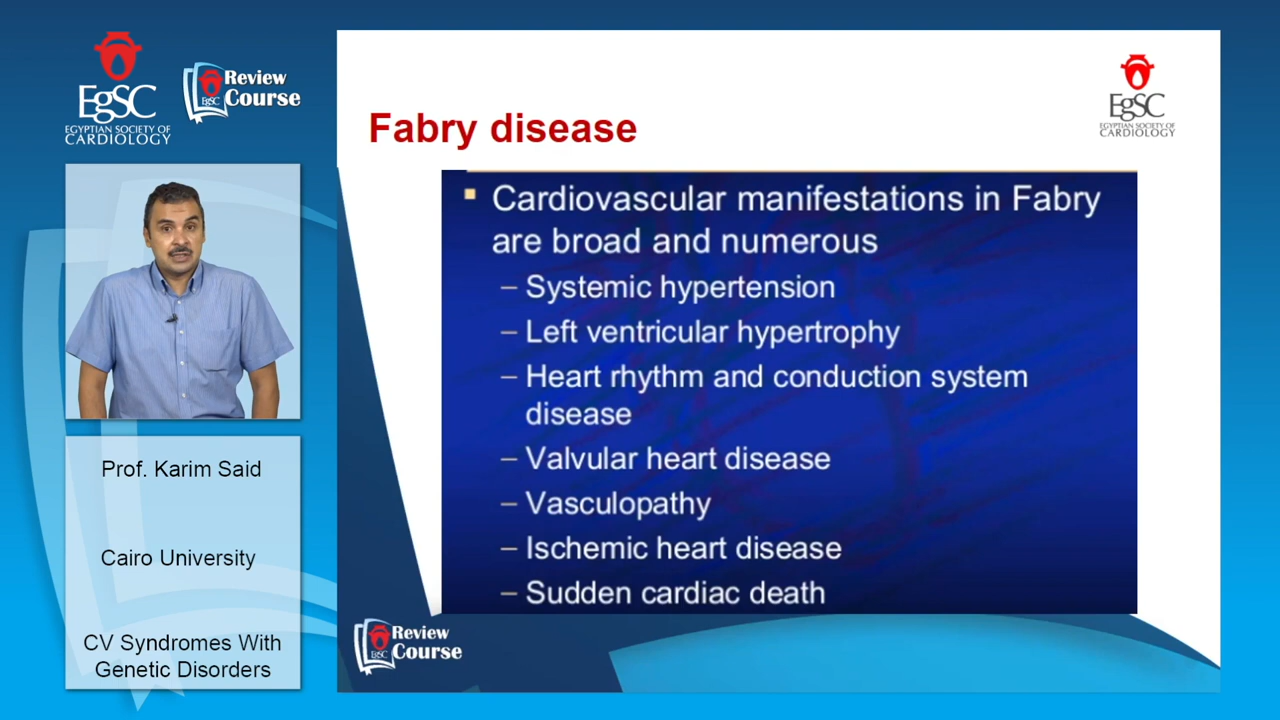 EgSC
EGYPTIAN SOCIETY OF
CARDIOLOGY
EgSC
Review
Course
Prof. Karim Said
Cairo University
CV Syndromes With
Genetic Disorders
EgSC
EGYPTIAN SOCIETY OF
CARDIOLOGY
Fabry disease
▪ Cardiovascular manifestations in Fabry
are broad and numerous
– Systemic hypertension
– Left ventricular hypertrophy
– Heart rhythm and conduction system
disease
– Valvular heart disease
– Vasculopathy
– Ischemic heart disease
– Sudden cardiac death
EgSC
Review
Course